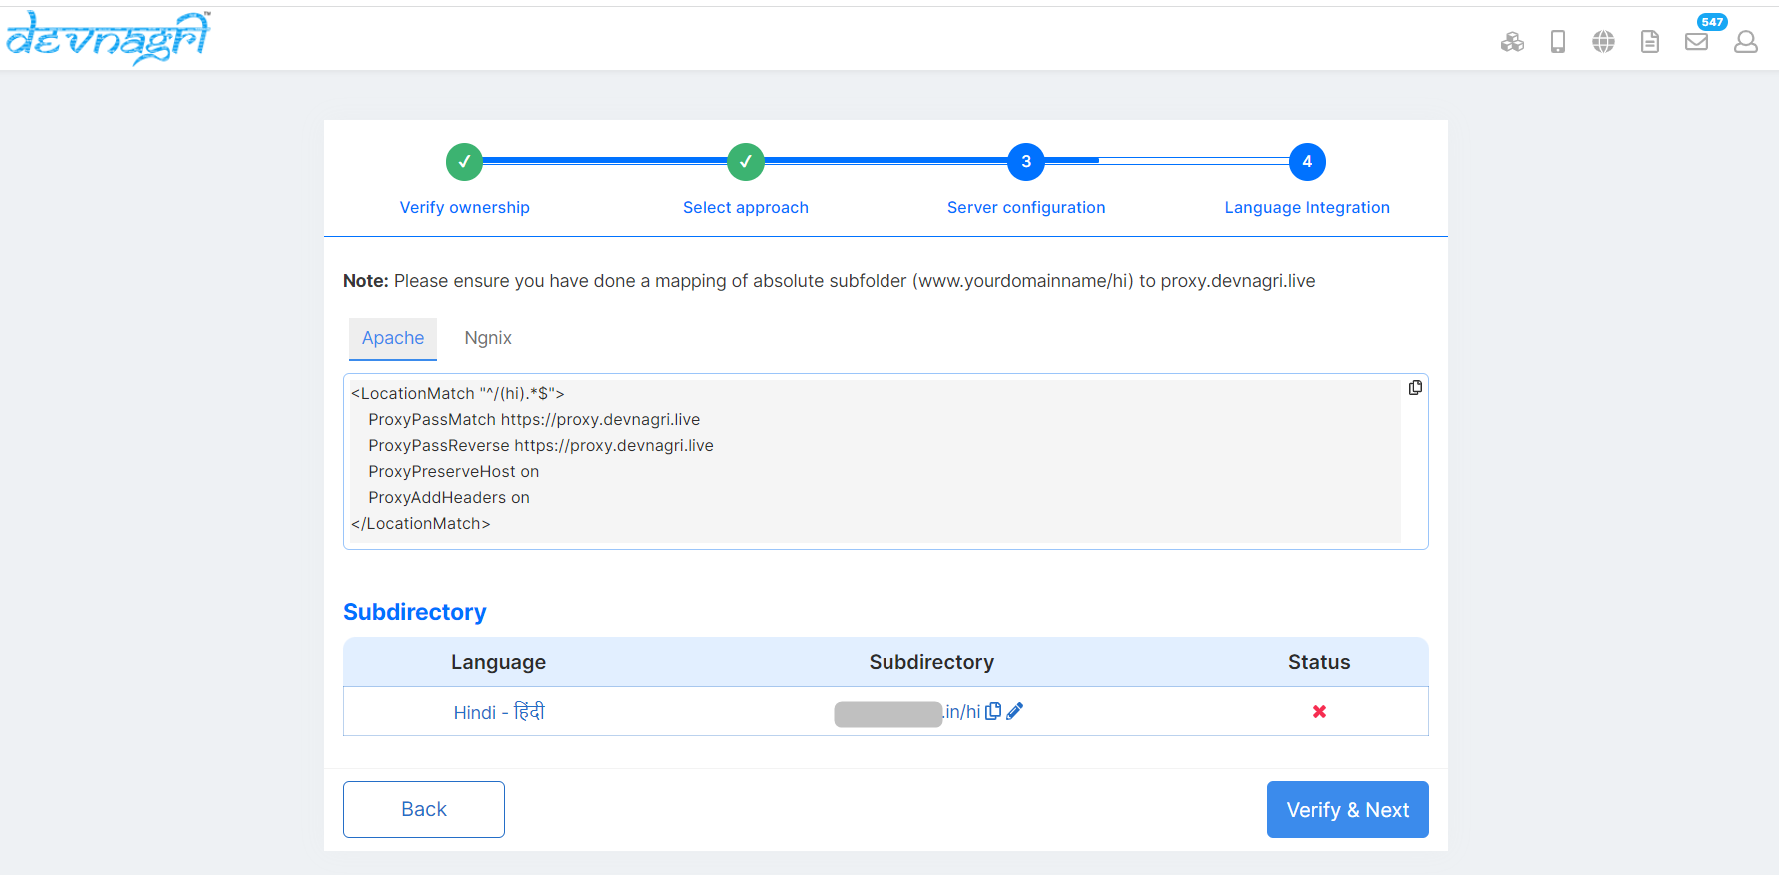 devnagri™
547
✓ ✓ 3 4
Verify ownership Select approach Server configuration Language Integration
Note: Please ensure you have done a mapping of absolute subfolder (www.yourdomainname/hi) to proxy.devnagri.live
Apache Ngnix
<LocationMatch "^/(hi).*$">
ProxyPassMatch https://proxy.devnagri.live
ProxyPassReverse https://proxy.devnagri.live
ProxyPreserveHost on
ProxyAddHeaders on
</LocationMatch>
Subdirectory
Language Subdirectory Status
Hindi - हिंदी .in/hi
Back Verify & Next